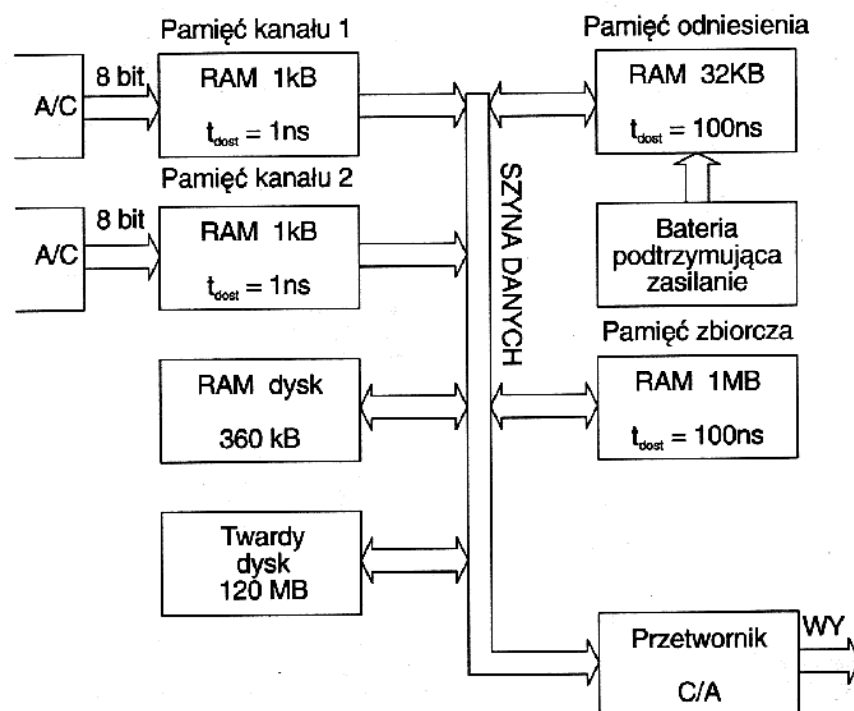 Pamięć kanału 1
8 bit
A/C
RAM 1kB
t_dost = 1ns
Pamięć kanału 2
8 bit
A/C
RAM 1kB
t_dost = 1ns
RAM dysk
360 kB
Twardy
dysk
120 MB
SZYNA DANYCH
Pamięć odniesienia
RAM 32KB
t_dost = 100ns
Bateria
podtrzymująca
zasilanie
Pamięć zbiorcza
RAM 1MB
t_dost = 100ns
Przetwornik
C/A
WY